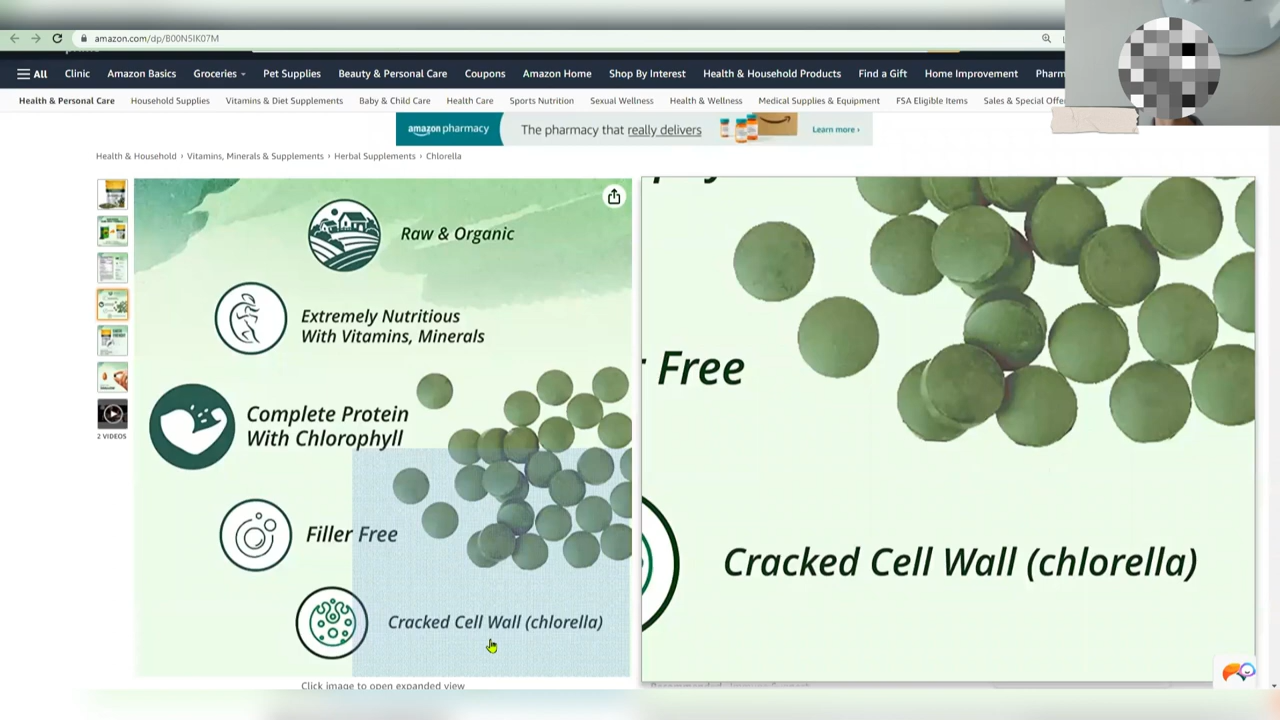 amazon.com/dp/B00N5IK07M
All Clinic Amazon Basics Groceries Pet Supplies Beauty & Personal Care Coupons Amazon Home Shop By Interest Health & Household Products Find a Gift Home Improvement Pharm
Health & Personal Care Household Supplies Vitamins & Diet Supplements Baby & Child Care Health Care Sports Nutrition Sexual Wellness Health & Wellness Medical Supplies & Equipment FSA Eligible Items Sales & Special Offe
amazon pharmacy The pharmacy that really delivers Learn more ›
Health & Household › Vitamins, Minerals & Supplements › Herbal Supplements › Chlorella
Raw & Organic
Extremely Nutritious
With Vitamins, Minerals
Complete Protein
With Chlorophyll
Filler Free
Cracked Cell Wall (chlorella)
2 VIDEOS
Click image to open expanded view
Free
Cracked Cell Wall (chlorella)